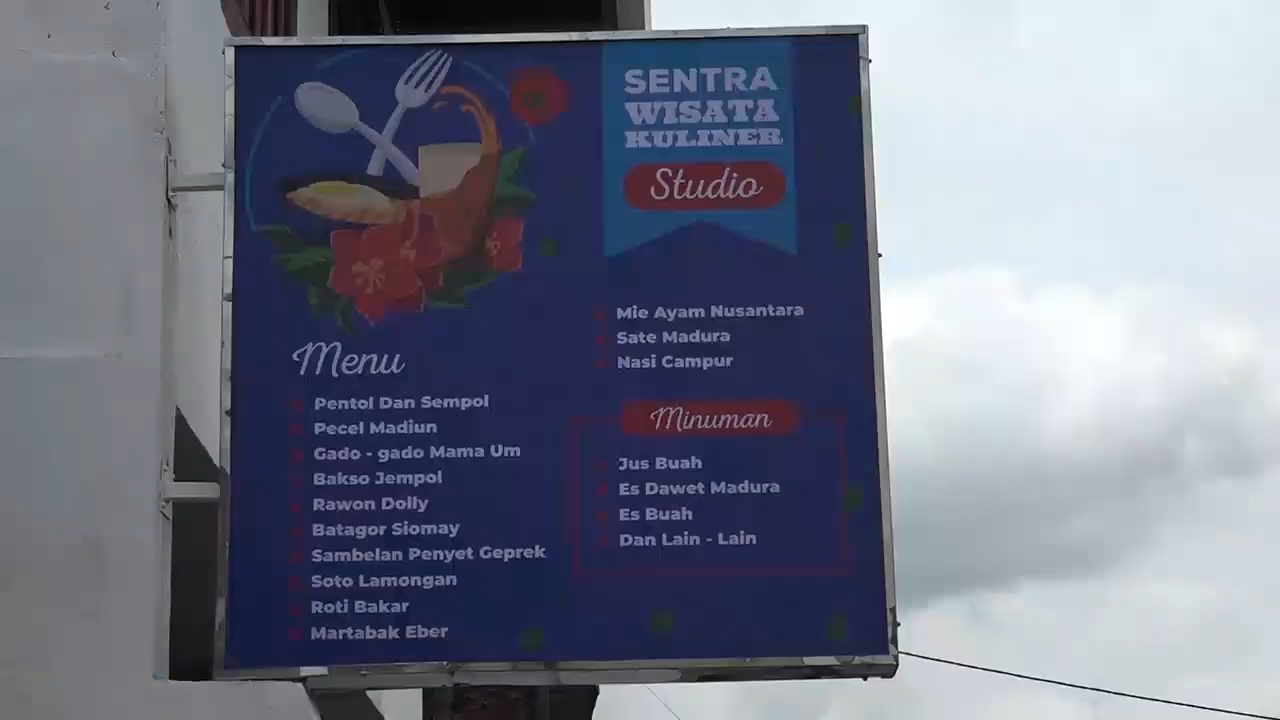 SENTRA
WISATA
KULINER
Studio
Menu
Pentol Dan Sempol
Pecel Madiun
Gado - gado Mama Um
Bakso Jempol
Rawon Dolly
Batagor Siomay
Sambelan Penyet Geprek
Soto Lamongan
Roti Bakar
Martabak Eber
Mie Ayam Nusantara
Sate Madura
Nasi Campur
Minuman
Jus Buah
Es Dawet Madura
Es Buah
Dan Lain - Lain